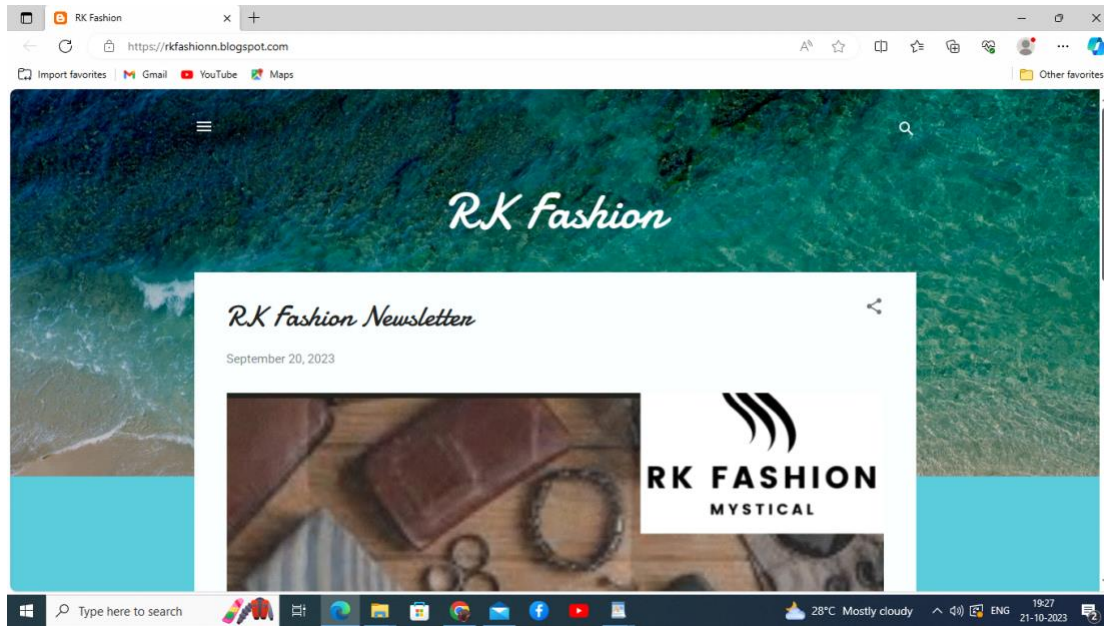 RK Fashion
https://rkfashionn.blogspot.com
Import favorites Gmail YouTube Maps Other favorites
RK Fashion
RK Fashion Newsletter
September 20, 2023
RK FASHION
MYSTICAL
Type here to search 28°C Mostly cloudy ENG 19:27
21-10-2023 2